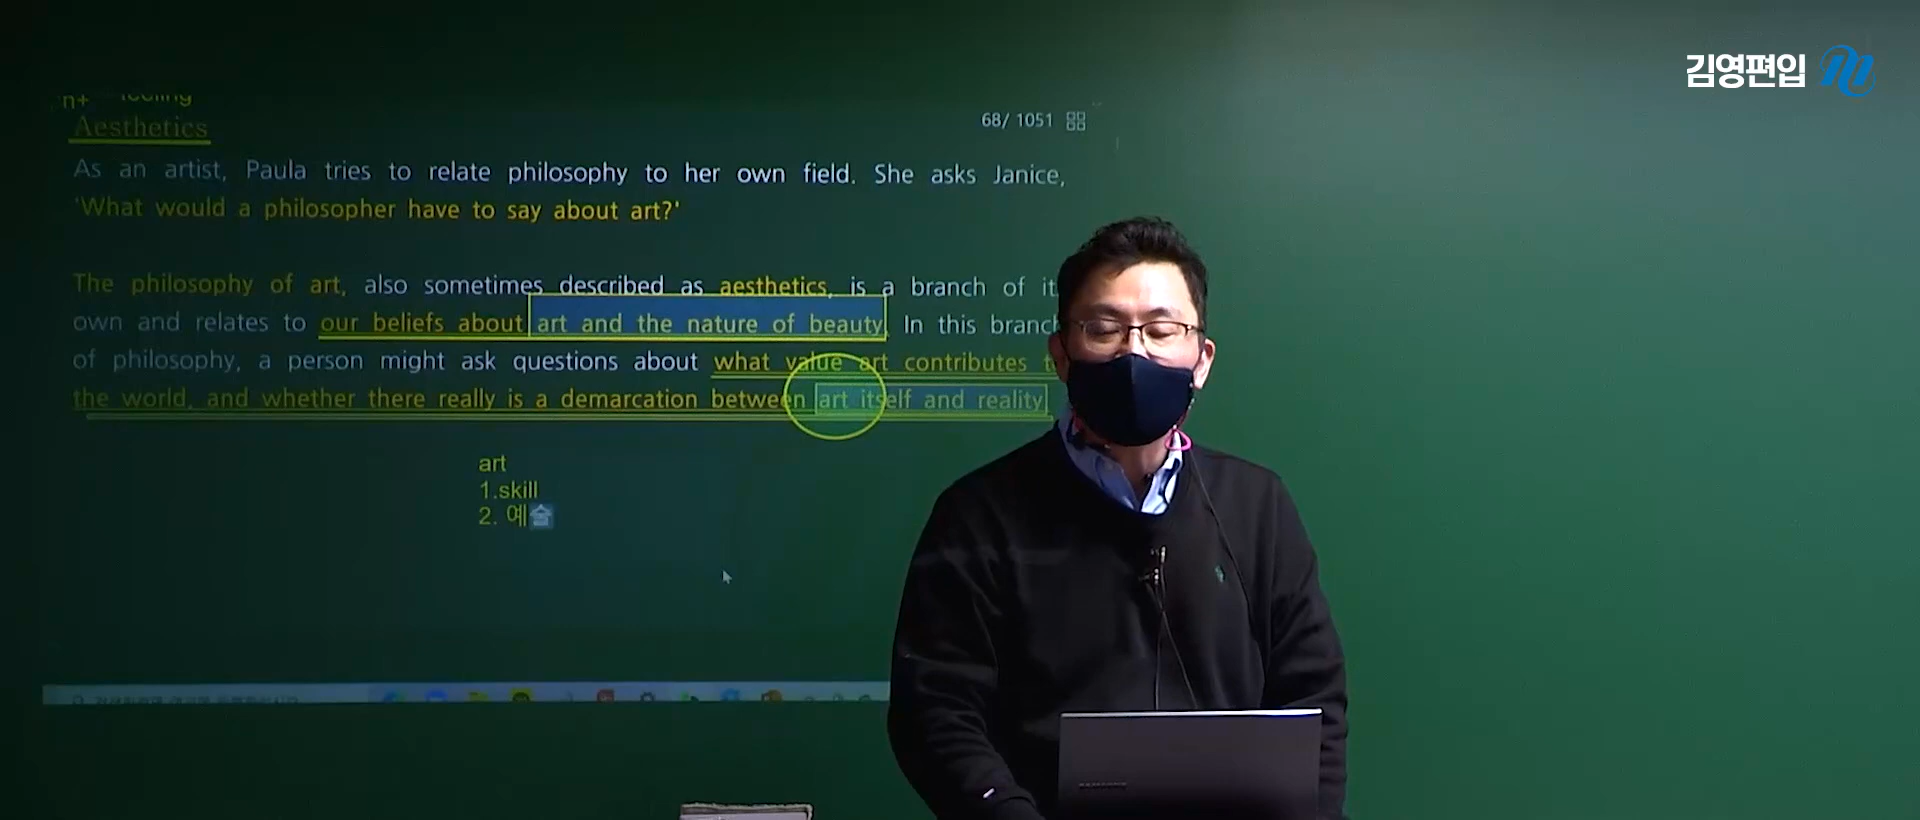 김영편입
n+ feeling
Aesthetics
68/ 1051
As an artist, Paula tries to relate philosophy to her own field. She asks Janice,
'What would a philosopher have to say about art?'
The philosophy of art, also sometimes described as aesthetics, is a branch of
own and relates to our beliefs about art and the nature of beauty. In this
of philosophy, a person might ask questions about what value art contributes
the world, and whether there really is a demarcation between art itself and reality
art
1.skill
2. 예술
SAMSUNG